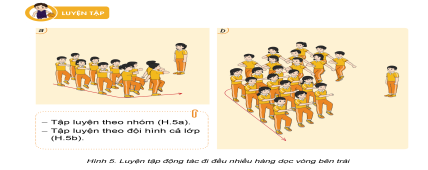 LUYỆN TẬP
a
b
– Tập luyện theo nhóm (H.5a).
– Tập luyện theo đội hình cả lớp
(H.5b).
Hình 5. Luyện tập động tác đi đều nhiều hàng dọc vòng bên trái